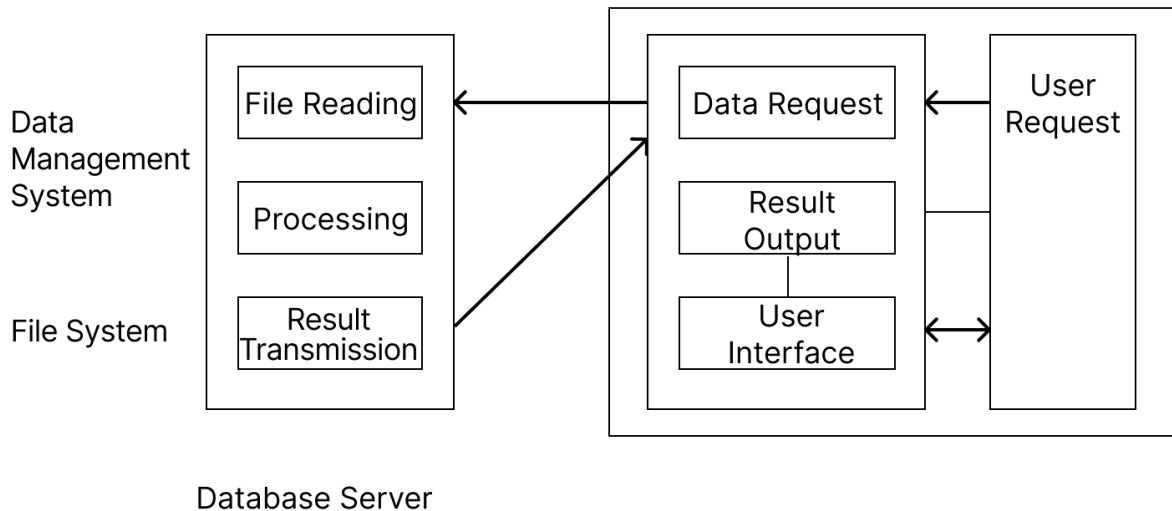 Data
Management
System
File System
File Reading
Processing
Result
Transmission
Data Request
Result
Output
User
Interface
User
Request
Database Server